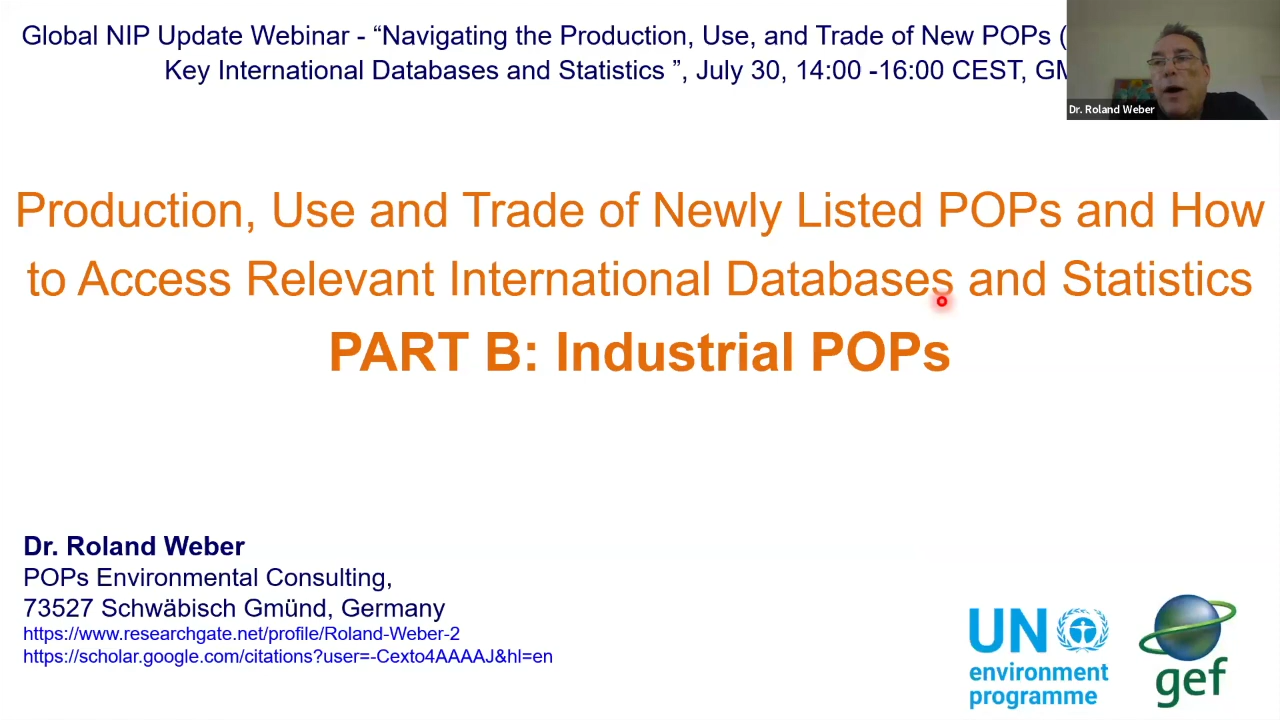 Global NIP Update Webinar - “Navigating the Production, Use, and Trade of New POPs (
Key International Databases and Statistics ”, July 30, 14:00 -16:00 CEST, GM
Dr. Roland Weber
Production, Use and Trade of Newly Listed POPs and How
to Access Relevant International Databases and Statistics
PART B: Industrial POPs
Dr. Roland Weber
POPs Environmental Consulting,
73527 Schwäbisch Gmünd, Germany
https://www.researchgate.net/profile/Roland-Weber-2
https://scholar.google.com/citations?user=-Cexto4AAAAJ&hl=en
UN
environment
programme
gef